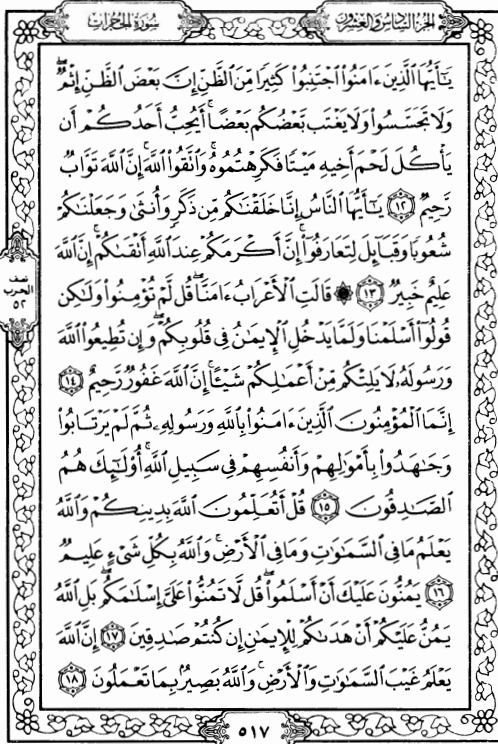 الجزء السادس والعشرون
سورة الحجرات
يَٰٓأَيُّهَا ٱلَّذِينَ ءَامَنُوا۟ ٱجْتَنِبُوا۟ كَثِيرًا مِّنَ ٱلظَّنِّ إِنَّ بَعْضَ ٱلظَّنِّ إِثْمٌ ۖ
وَلَا تَجَسَّسُوا۟ وَلَا يَغْتَب بَّعْضُكُم بَعْضًا ۚ أَيُحِبُّ أَحَدُكُمْ أَن
يَأْكُلَ لَحْمَ أَخِيهِ مَيْتًا فَكَرِهْتُمُوهُ ۚ وَٱتَّقُوا۟ ٱللَّهَ ۚ إِنَّ ٱللَّهَ تَوَّابٌ
رَّحِيمٌ ١٢ يَٰٓأَيُّهَا ٱلنَّاسُ إِنَّا خَلَقْنَٰكُم مِّن ذَكَرٍ وَأُنثَىٰ وَجَعَلْنَٰكُمْ
شُعُوبًا وَقَبَآئِلَ لِتَعَارَفُوٓا۟ ۚ إِنَّ أَكْرَمَكُمْ عِندَ ٱللَّهِ أَتْقَىٰكُمْ ۚ إِنَّ ٱللَّهَ
عَلِيمٌ خَبِيرٌ ١٣ ۞ قَالَتِ ٱلْأَعْرَابُ ءَامَنَّا ۖ قُل لَّمْ تُؤْمِنُوا۟ وَلَٰكِن
قُولُوٓا۟ أَسْلَمْنَا وَلَمَّا يَدْخُلِ ٱلْإِيمَٰنُ فِى قُلُوبِكُمْ ۖ وَإِن تُطِيعُوا۟ ٱللَّهَ
وَرَسُولَهُۥ لَا يَلِتْكُم مِّنْ أَعْمَٰلِكُمْ شَيْـًٔا ۚ إِنَّ ٱللَّهَ غَفُورٌ رَّحِيمٌ ١٤
إِنَّمَا ٱلْمُؤْمِنُونَ ٱلَّذِينَ ءَامَنُوا۟ بِٱللَّهِ وَرَسُولِهِۦ ثُمَّ لَمْ يَرْتَابُوا۟
وَجَٰهَدُوا۟ بِأَمْوَٰلِهِمْ وَأَنفُسِهِمْ فِى سَبِيلِ ٱللَّهِ ۚ أُو۟لَٰٓئِكَ هُمُ
ٱلصَّٰدِقُونَ ١٥ قُلْ أَتُعَلِّمُونَ ٱللَّهَ بِدِينِكُمْ وَٱللَّهُ
يَعْلَمُ مَا فِى ٱلسَّمَٰوَٰتِ وَمَا فِى ٱلْأَرْضِ ۚ وَٱللَّهُ بِكُلِّ شَىْءٍ عَلِيمٌ
١٦ يَمُنُّونَ عَلَيْكَ أَنْ أَسْلَمُوا۟ ۖ قُل لَّا تَمُنُّوا۟ عَلَىَّ إِسْلَٰمَكُم ۖ بَلِ ٱللَّهُ
يَمُنُّ عَلَيْكُمْ أَنْ هَدَىٰكُمْ لِلْإِيمَٰنِ إِن كُنتُمْ صَٰدِقِينَ ١٧ إِنَّ ٱللَّهَ
يَعْلَمُ غَيْبَ ٱلسَّمَٰوَٰتِ وَٱلْأَرْضِ ۚ وَٱللَّهُ بَصِيرٌۢ بِمَا تَعْمَلُونَ ١٨
نصف
الحزب
٥٢
٥١٧